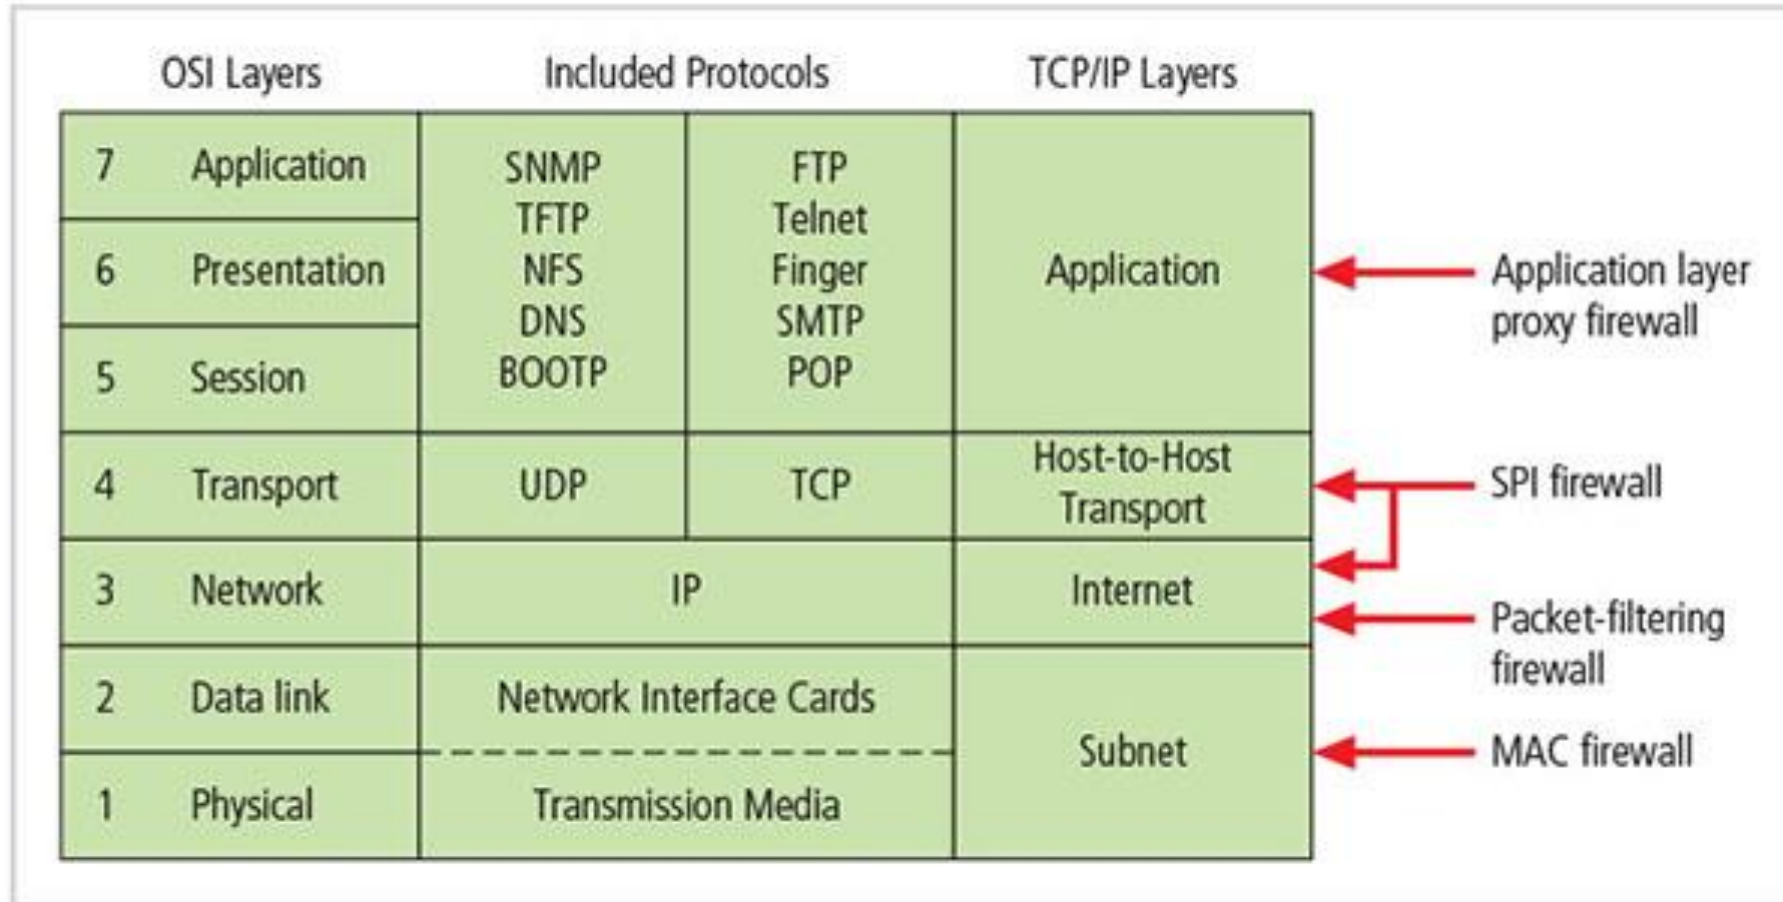 OSI Layers Included Protocols TCP/IP Layers
7 Application
6 Presentation
5 Session
SNMP
TFTP
NFS
DNS
BOOTP
FTP
Telnet
Finger
SMTP
POP
Application
Application layer
proxy firewall
4 Transport
UDP
TCP
Host-to-Host
Transport
SPI firewall
3 Network
IP
Internet
Packet-filtering
firewall
2 Data link
Network Interface Cards
1 Physical
Transmission Media
Subnet
MAC firewall